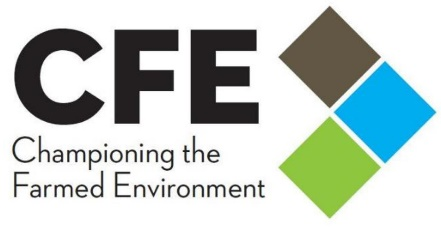 CFE
Championing the
Farmed Environment